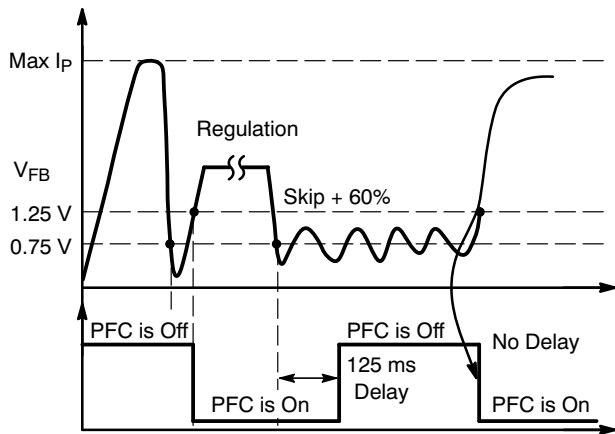 Max IP
Regulation
VFB
Skip + 60%
1.25 V
0.75 V
PFC is Off
PFC is Off
No Delay
125 ms
Delay
PFC is On
PFC is On